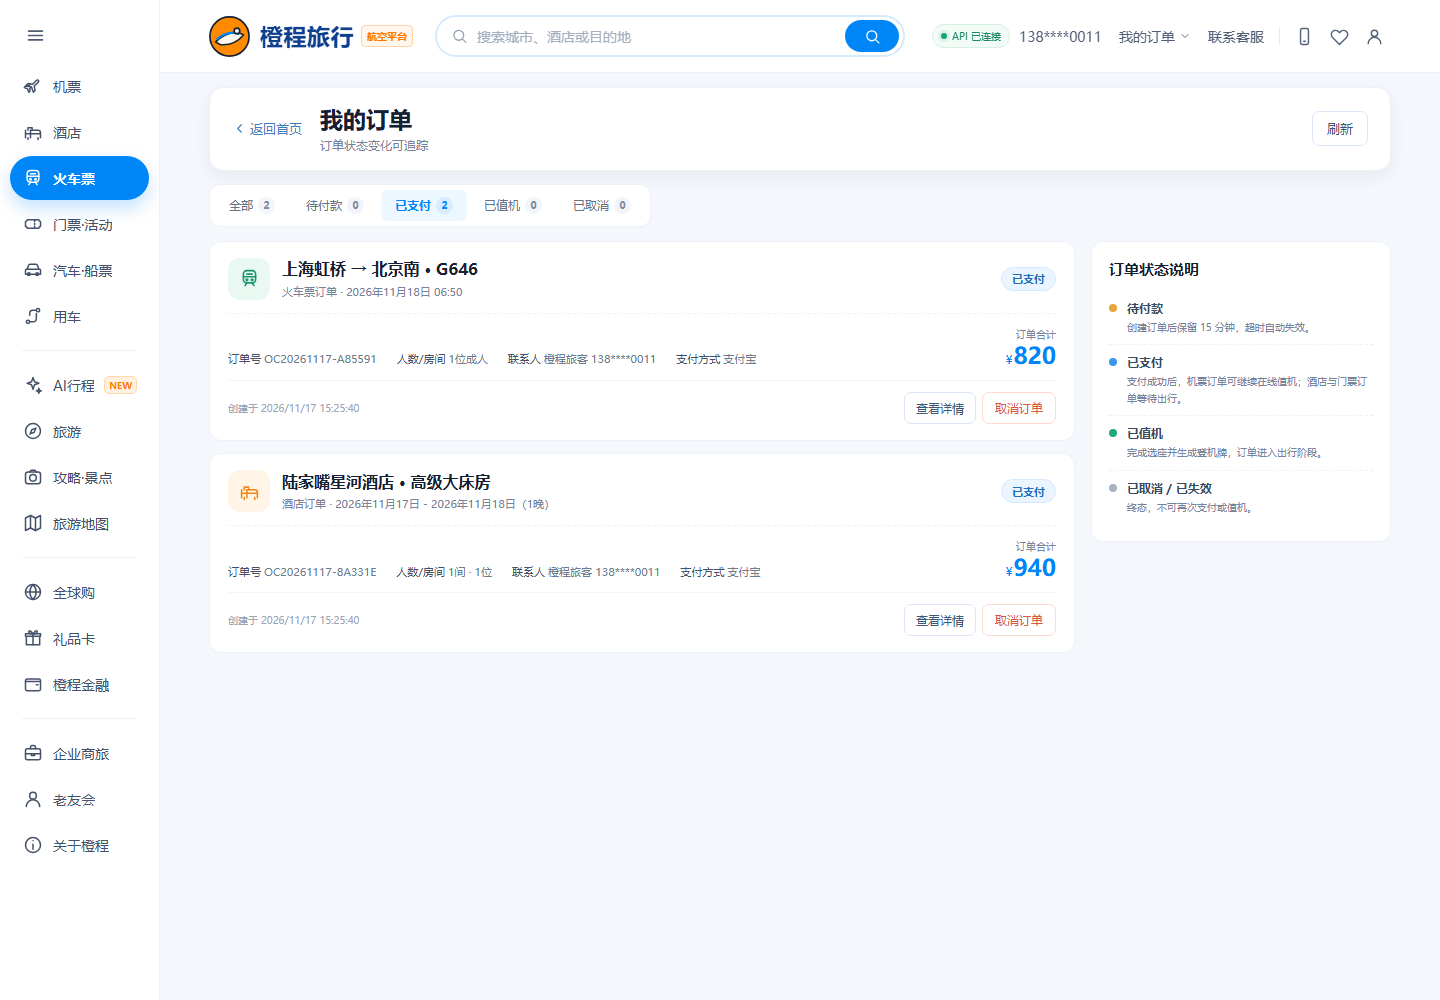 橙程旅行 航空平台
搜索城市、酒店或目的地
API 已连接 138****0011 我的订单 联系客服
机票
酒店
火车票
门票·活动
汽车·船票
用车
AI行程 NEW
旅游
攻略·景点
旅游地图
全球购
礼品卡
橙程金融
企业商旅
老友会
关于橙程
返回首页
我的订单
订单状态变化可追踪
刷新
全部 2 待付款 0 已支付 2 已值机 0 已取消 0
上海虹桥 → 北京南 • G646
火车票订单 · 2026年11月18日 06:50
已支付
订单号 OC20261117-A85591 人数/房间 1位成人 联系人 橙程旅客 138****0011 支付方式 支付宝
订单合计
¥820
创建于 2026/11/17 15:25:40
查看详情 取消订单
陆家嘴星河酒店 • 高级大床房
酒店订单 · 2026年11月17日 - 2026年11月18日（1晚）
已支付
订单号 OC20261117-8A331E 人数/房间 1间 · 1位 联系人 橙程旅客 138****0011 支付方式 支付宝
订单合计
¥940
创建于 2026/11/17 15:25:40
查看详情 取消订单
订单状态说明
待付款
创建订单后保留 15 分钟，超时自动失效。
已支付
支付成功后，机票订单可继续在线值机；酒店与门票订
单等待出行。
已值机
完成选座并生成登机牌，订单进入出行阶段。
已取消 / 已失效
终态，不可再次支付或值机。